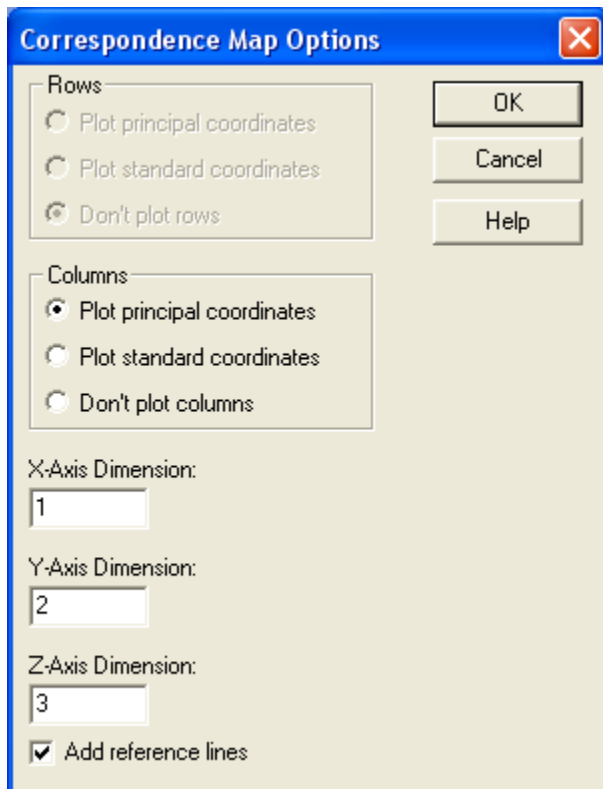 Correspondence Map Options
Rows
Plot principal coordinates
Plot standard coordinates
Don't plot rows
OK
Cancel
Help
Columns
Plot principal coordinates
Plot standard coordinates
Don't plot columns
X-Axis Dimension:
1
Y-Axis Dimension:
2
Z-Axis Dimension:
3
Add reference lines